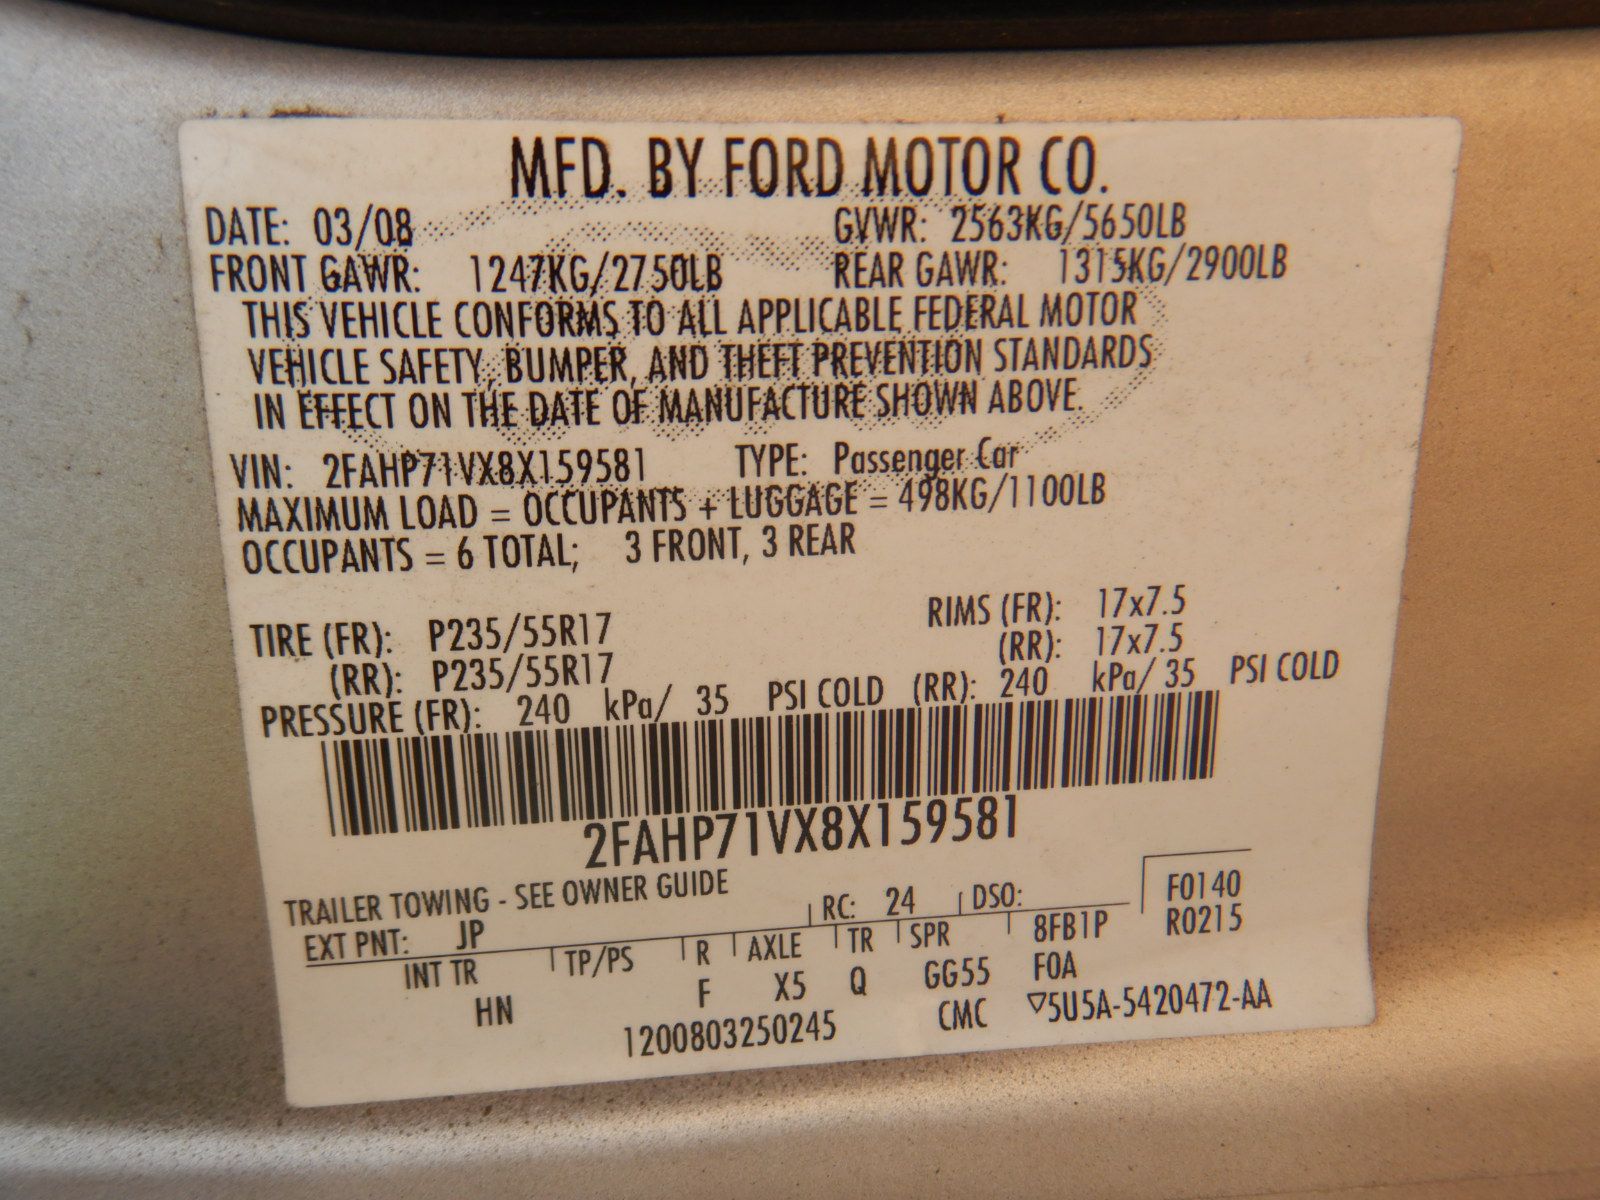 MFD. BY FORD MOTOR CO.
DATE: 03/08 GVWR: 2563KG/5650LB
FRONT GAWR: 1247KG/2750LB REAR GAWR: 1315KG/2900LB
THIS VEHICLE CONFORMS TO ALL APPLICABLE FEDERAL MOTOR
VEHICLE SAFETY, BUMPER, AND THEFT PREVENTION STANDARDS
IN EFFECT ON THE DATE OF MANUFACTURE SHOWN ABOVE.
VIN: 2FAHP71VX8X159581 TYPE: Passenger Car
MAXIMUM LOAD = OCCUPANTS + LUGGAGE = 498KG/1100LB
OCCUPANTS = 6 TOTAL; 3 FRONT, 3 REAR
TIRE (FR): P235/55R17 RIMS (FR): 17x7.5
(RR): P235/55R17 (RR): 17x7.5
PRESSURE (FR): 240 kPa/ 35 PSI COLD (RR): 240 kPa/ 35 PSI COLD
2FAHP71VX8X159581
TRAILER TOWING - SEE OWNER GUIDE
EXT PNT: JP RC: 24 DSO: F0140
INT TR TP/PS R AXLE TR SPR 8FB1P R0215
HN F X5 Q GG55 F0A
1200803250245 CMC ▽5U5A-5420472-AA